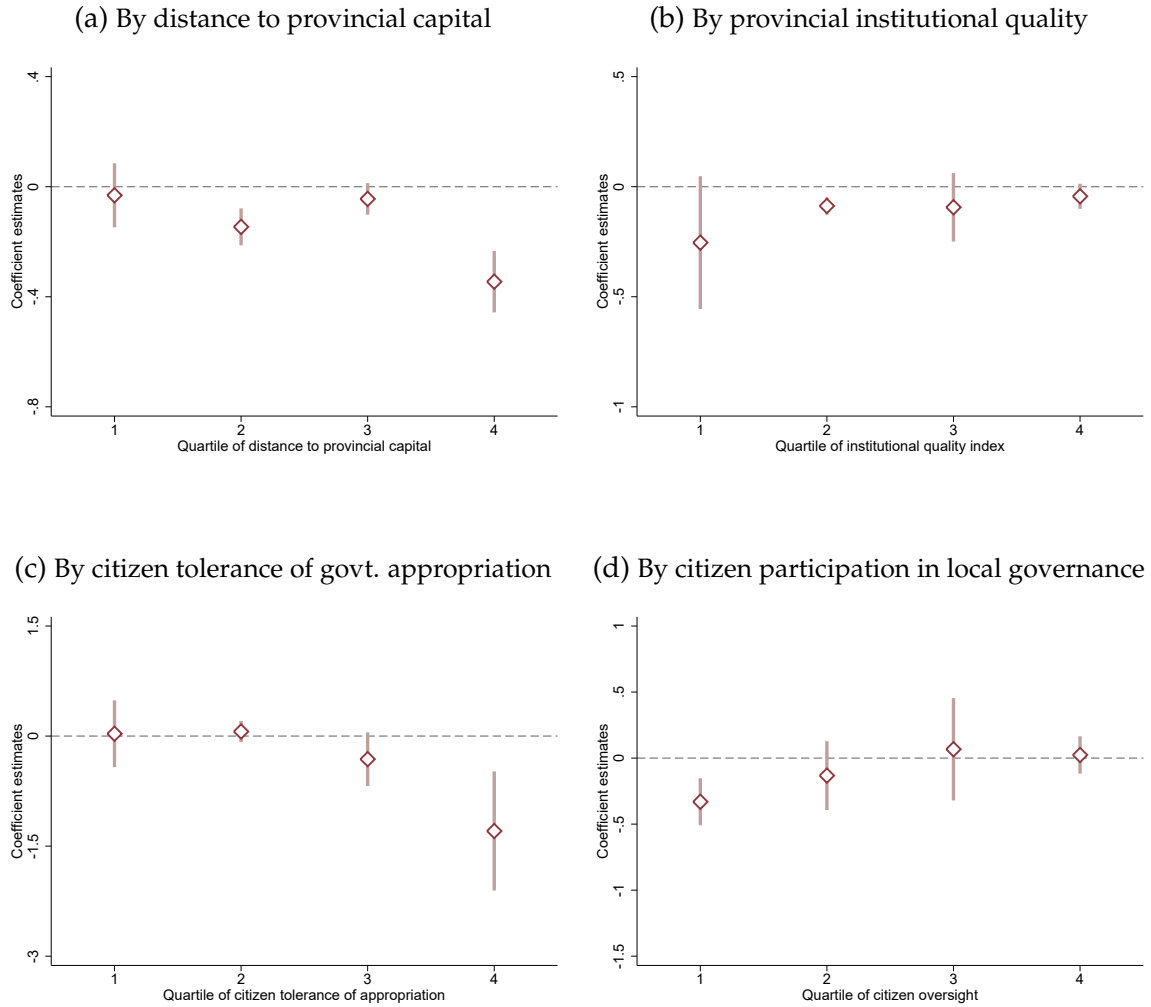 (a) By distance to provincial capital
.4
0
-.4
-.8
Coefficient estimates
1 2 3 4
Quartile of distance to provincial capital
(b) By provincial institutional quality
.5
0
-.5
-1
Coefficient estimates
1 2 3 4
Quartile of institutional quality index
(c) By citizen tolerance of govt. appropriation
1.5
0
-1.5
-3
Coefficient estimates
1 2 3 4
Quartile of citizen tolerance of appropriation
(d) By citizen participation in local governance
1
.5
0
-.5
-1
-1.5
Coefficient estimates
1 2 3 4
Quartile of citizen oversight